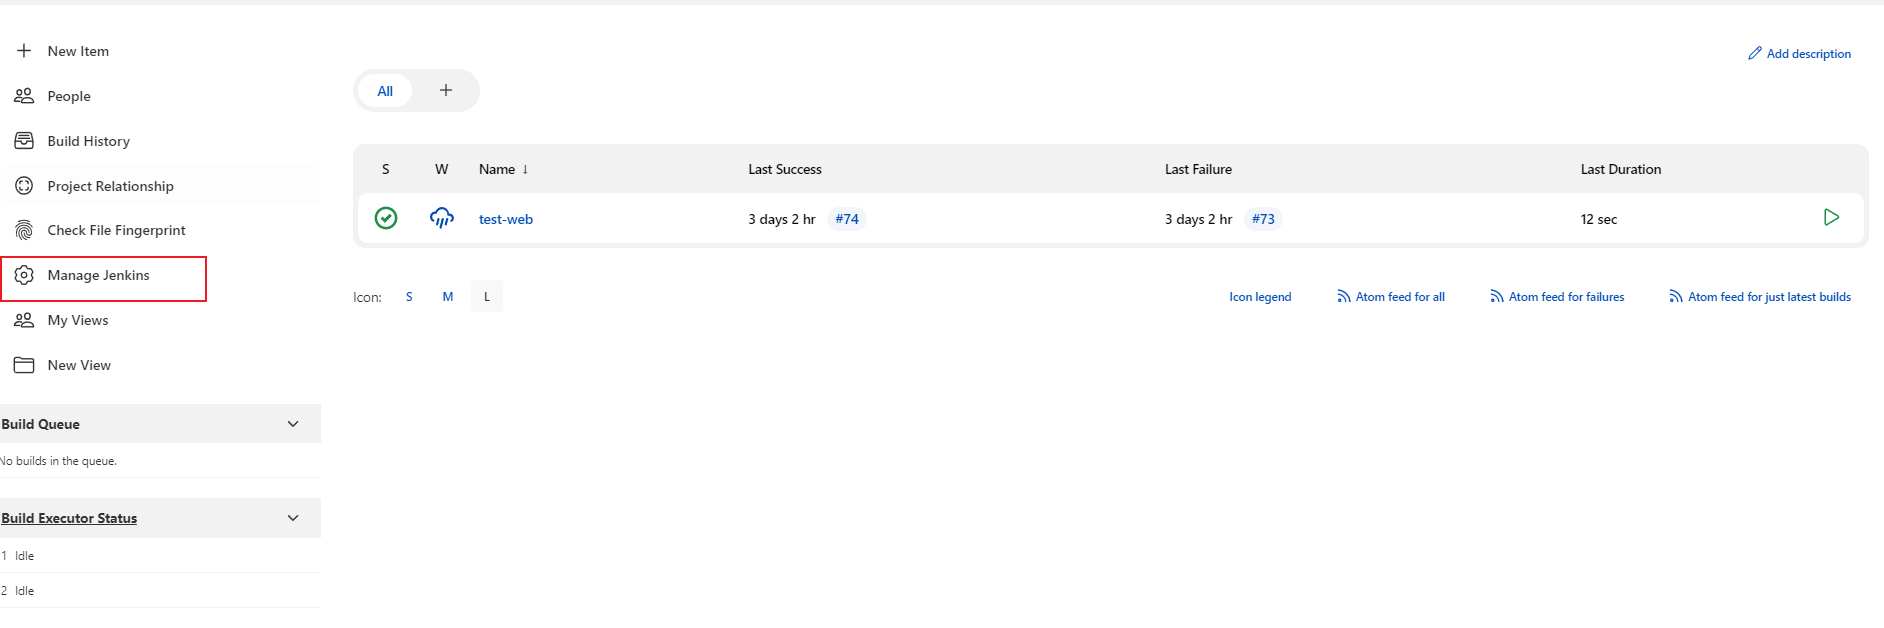 New Item
People
Build History
Project Relationship
Check File Fingerprint
Manage Jenkins
My Views
New View
Build Queue
No builds in the queue.
Build Executor Status
1 Idle
2 Idle
Add description
All +
S W Name ↓ Last Success Last Failure Last Duration
test-web 3 days 2 hr #74 3 days 2 hr #73 12 sec
Icon: S M L Icon legend Atom feed for all Atom feed for failures Atom feed for just latest builds